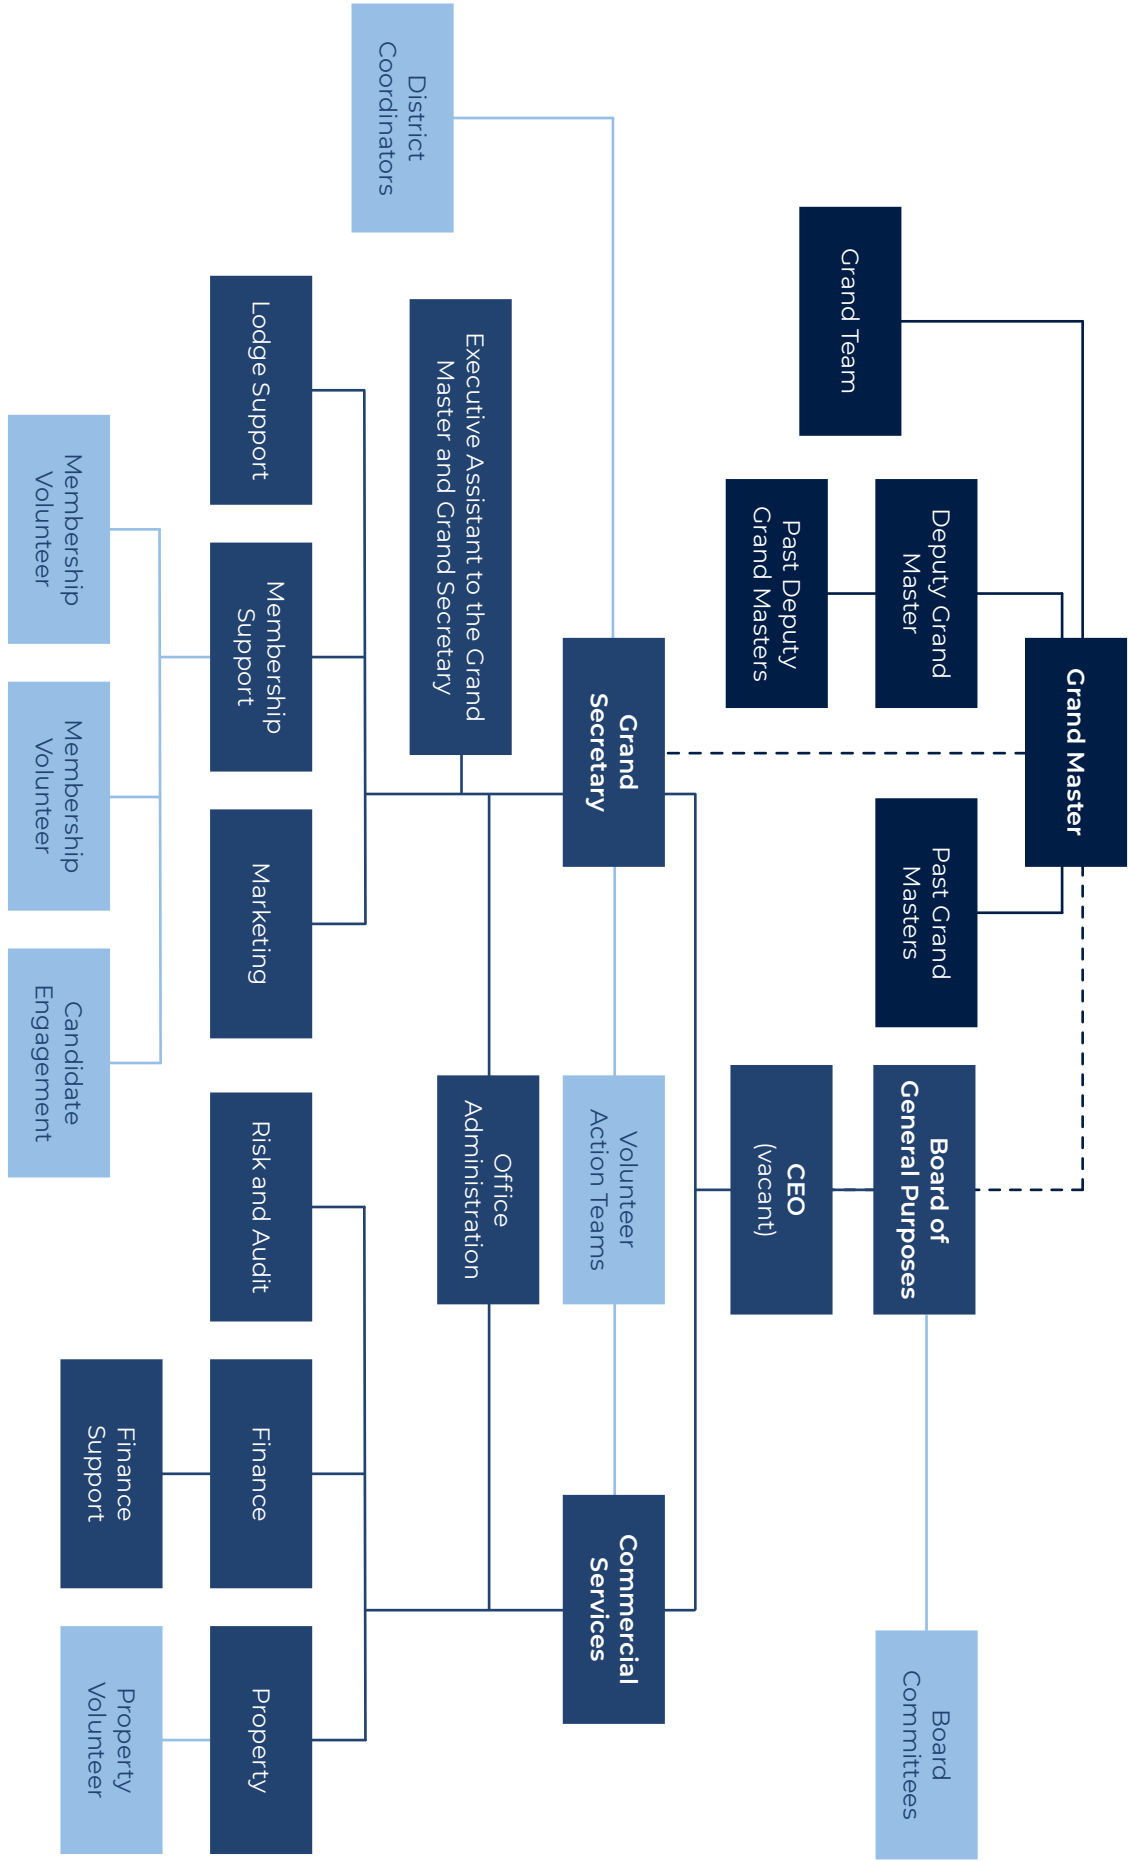 Grand Master
Grand Team
Deputy Grand
Master
Past Grand
Masters
Board of
General Purposes
Board
Committees
Past Deputy
Grand Masters
CEO
(vacant)
Grand
Secretary
Volunteer
Action Teams
Commercial
Services
District
Coordinators
Executive Assistant to the Grand
Master and Grand Secretary
Office
Administration
Lodge Support
Membership
Support
Marketing
Risk and Audit
Finance
Property
Finance
Support
Property
Volunteer
Membership
Volunteer
Membership
Volunteer
Candidate
Engagement